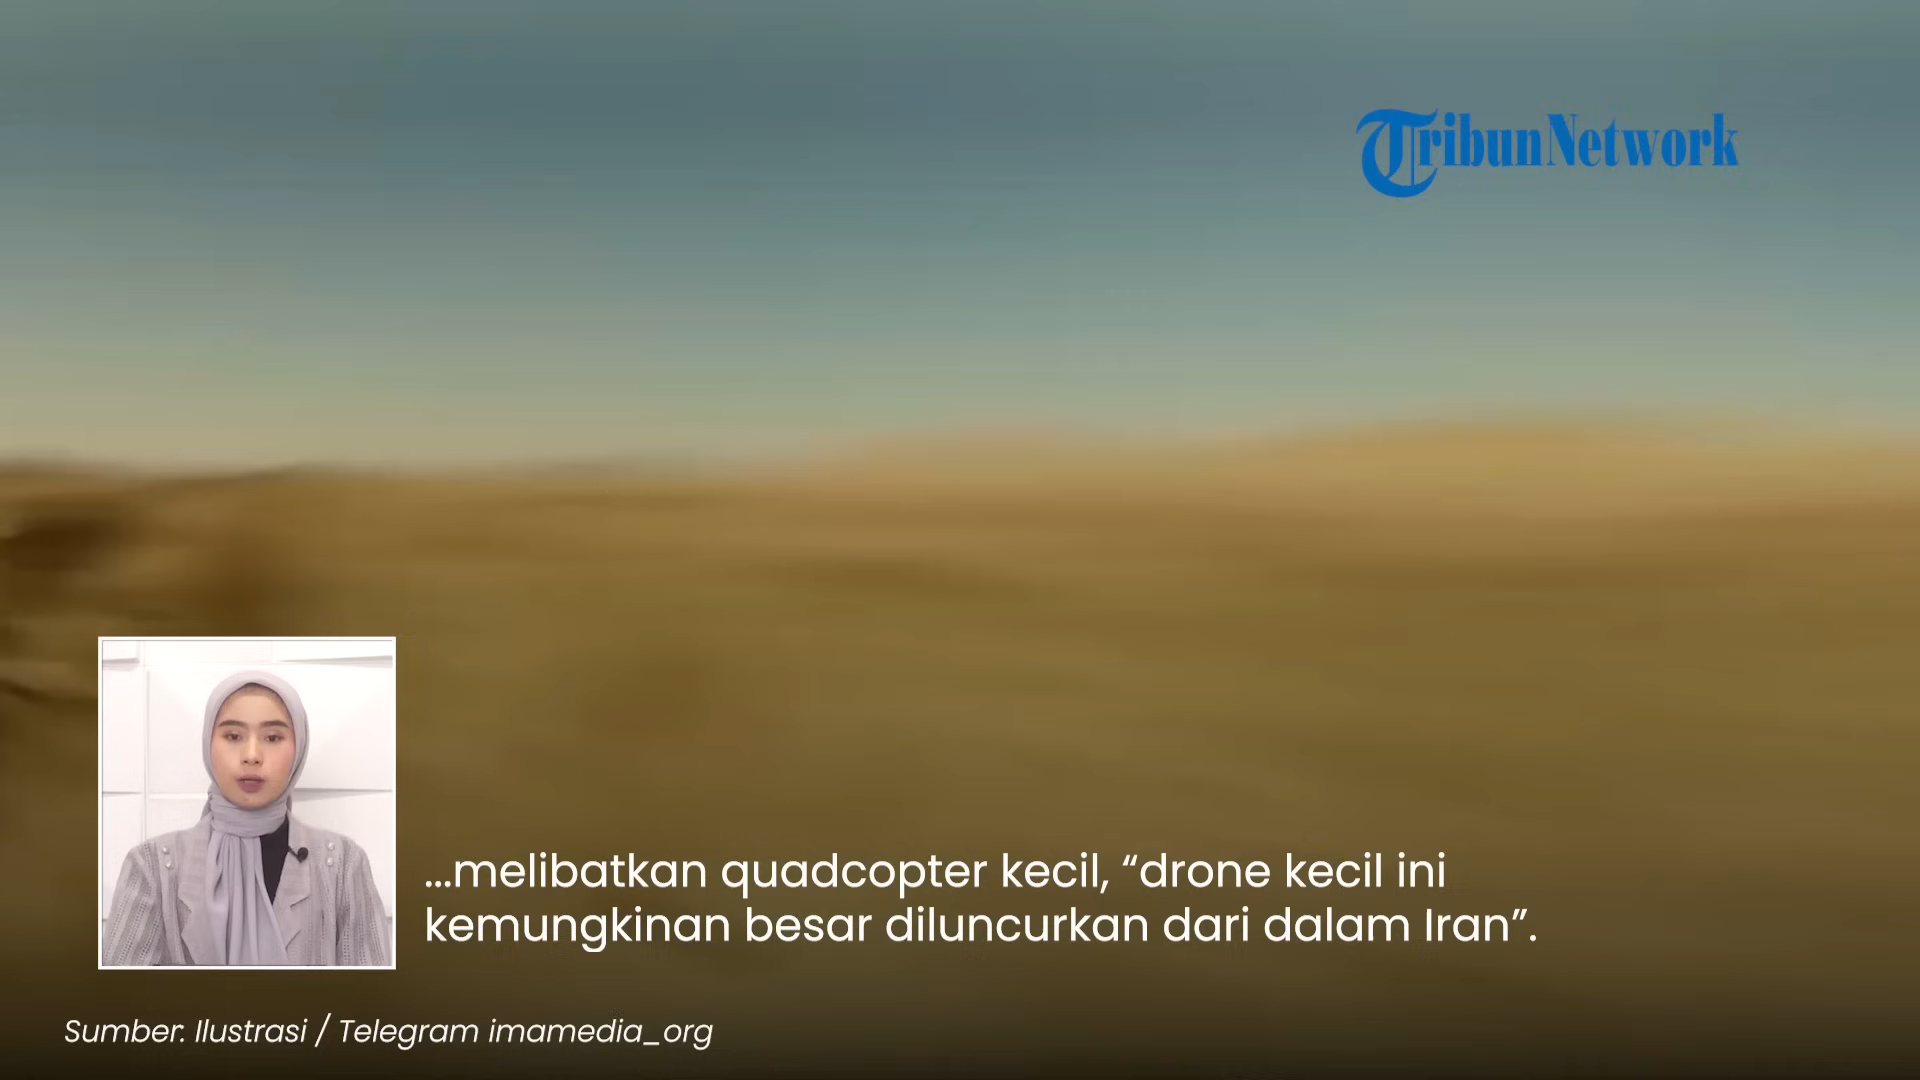 TribunNetwork
...melibatkan quadcopter kecil, “drone kecil ini
kemungkinan besar diluncurkan dari dalam Iran”.
Sumber: Ilustrasi / Telegram imamedia_org